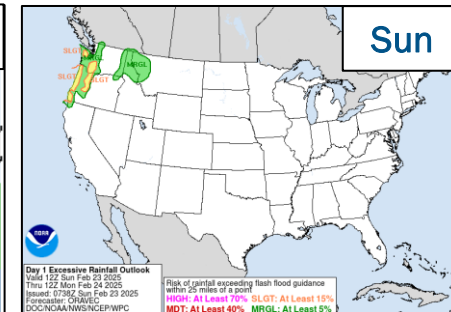 Sun
SLGT
MRGL
MRGL
SLGT
SLGT
NOAA
Day 1 Excessive Rainfall Outlook
Valid 12Z Sun Feb 23 2025
Thru 12Z Mon Feb 24 2025
Issued: 0738Z Sun Feb 23 2025
Forecaster: ORAVEC
DOC/NOAA/NWS/NCEP/WPC
Risk of rainfall exceeding flash flood guidance
within 25 miles of a point
HIGH: At Least 70% SLGT: At Least 15%
MDT: At Least 40% MRGL: At Least 5%